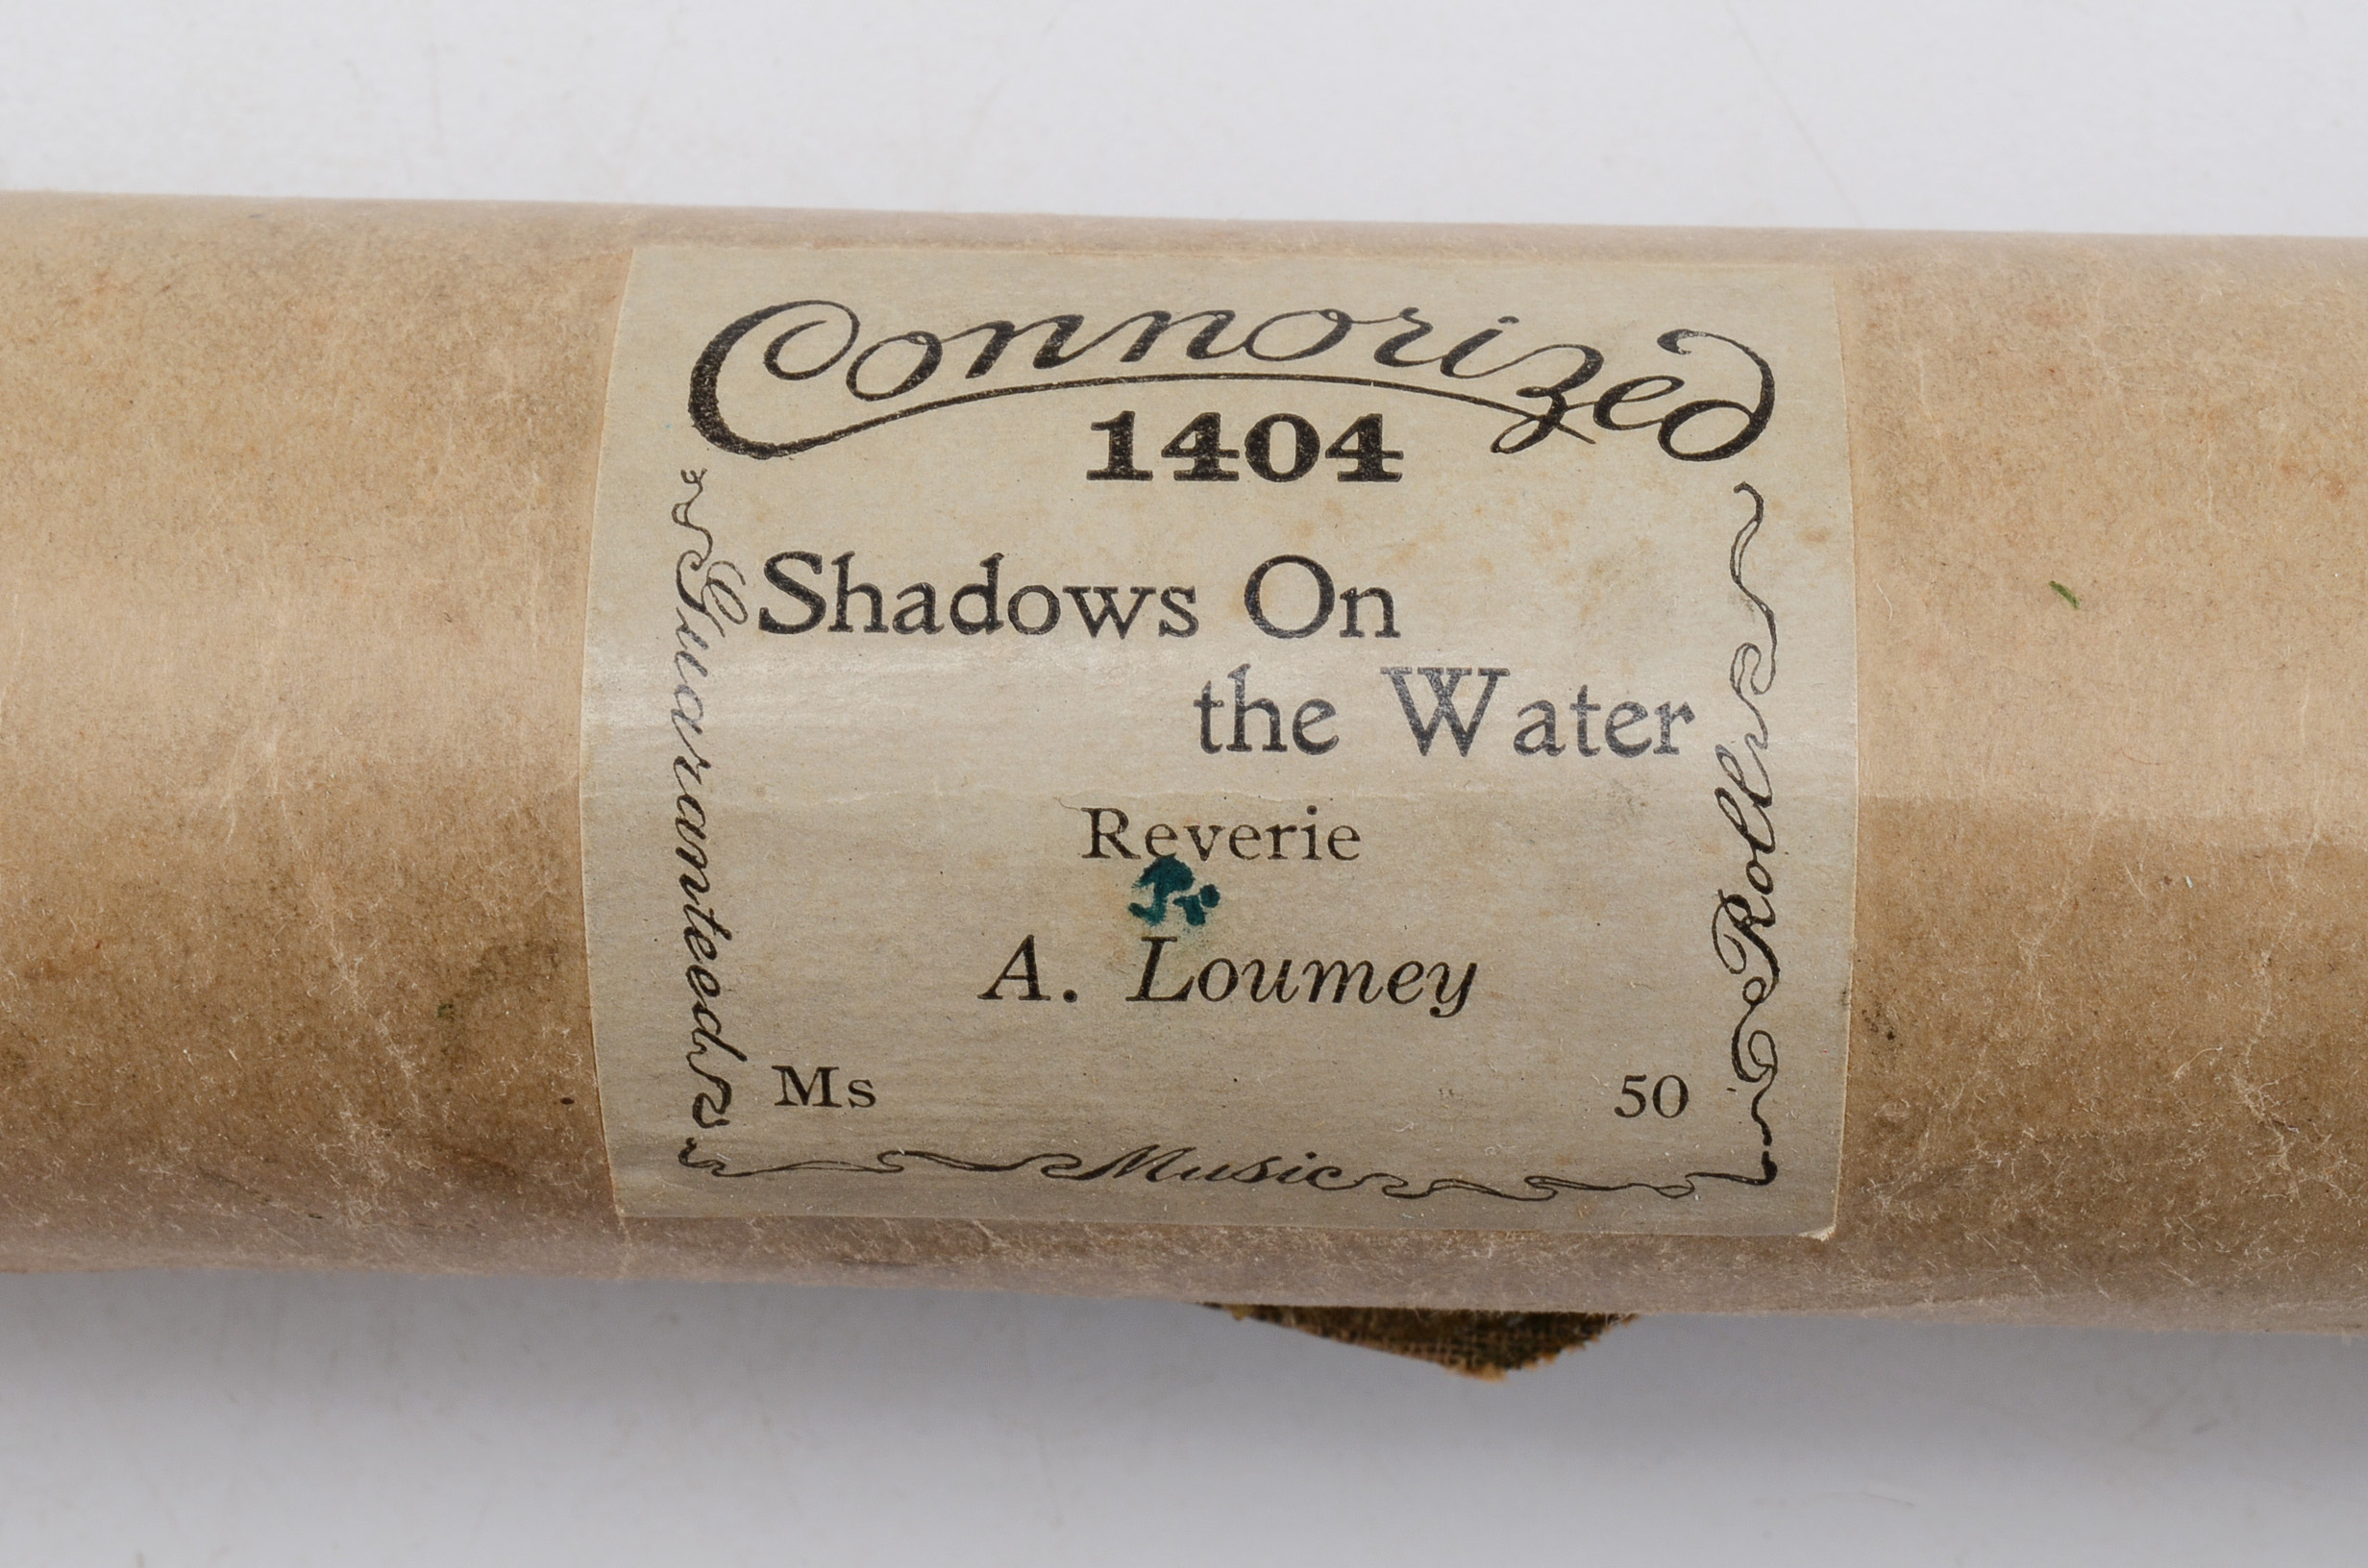 Connorized
1404
Guaranteed
Shadows On
the Water
Reverie
A. Loumey
Ms 50
Music
Rolls